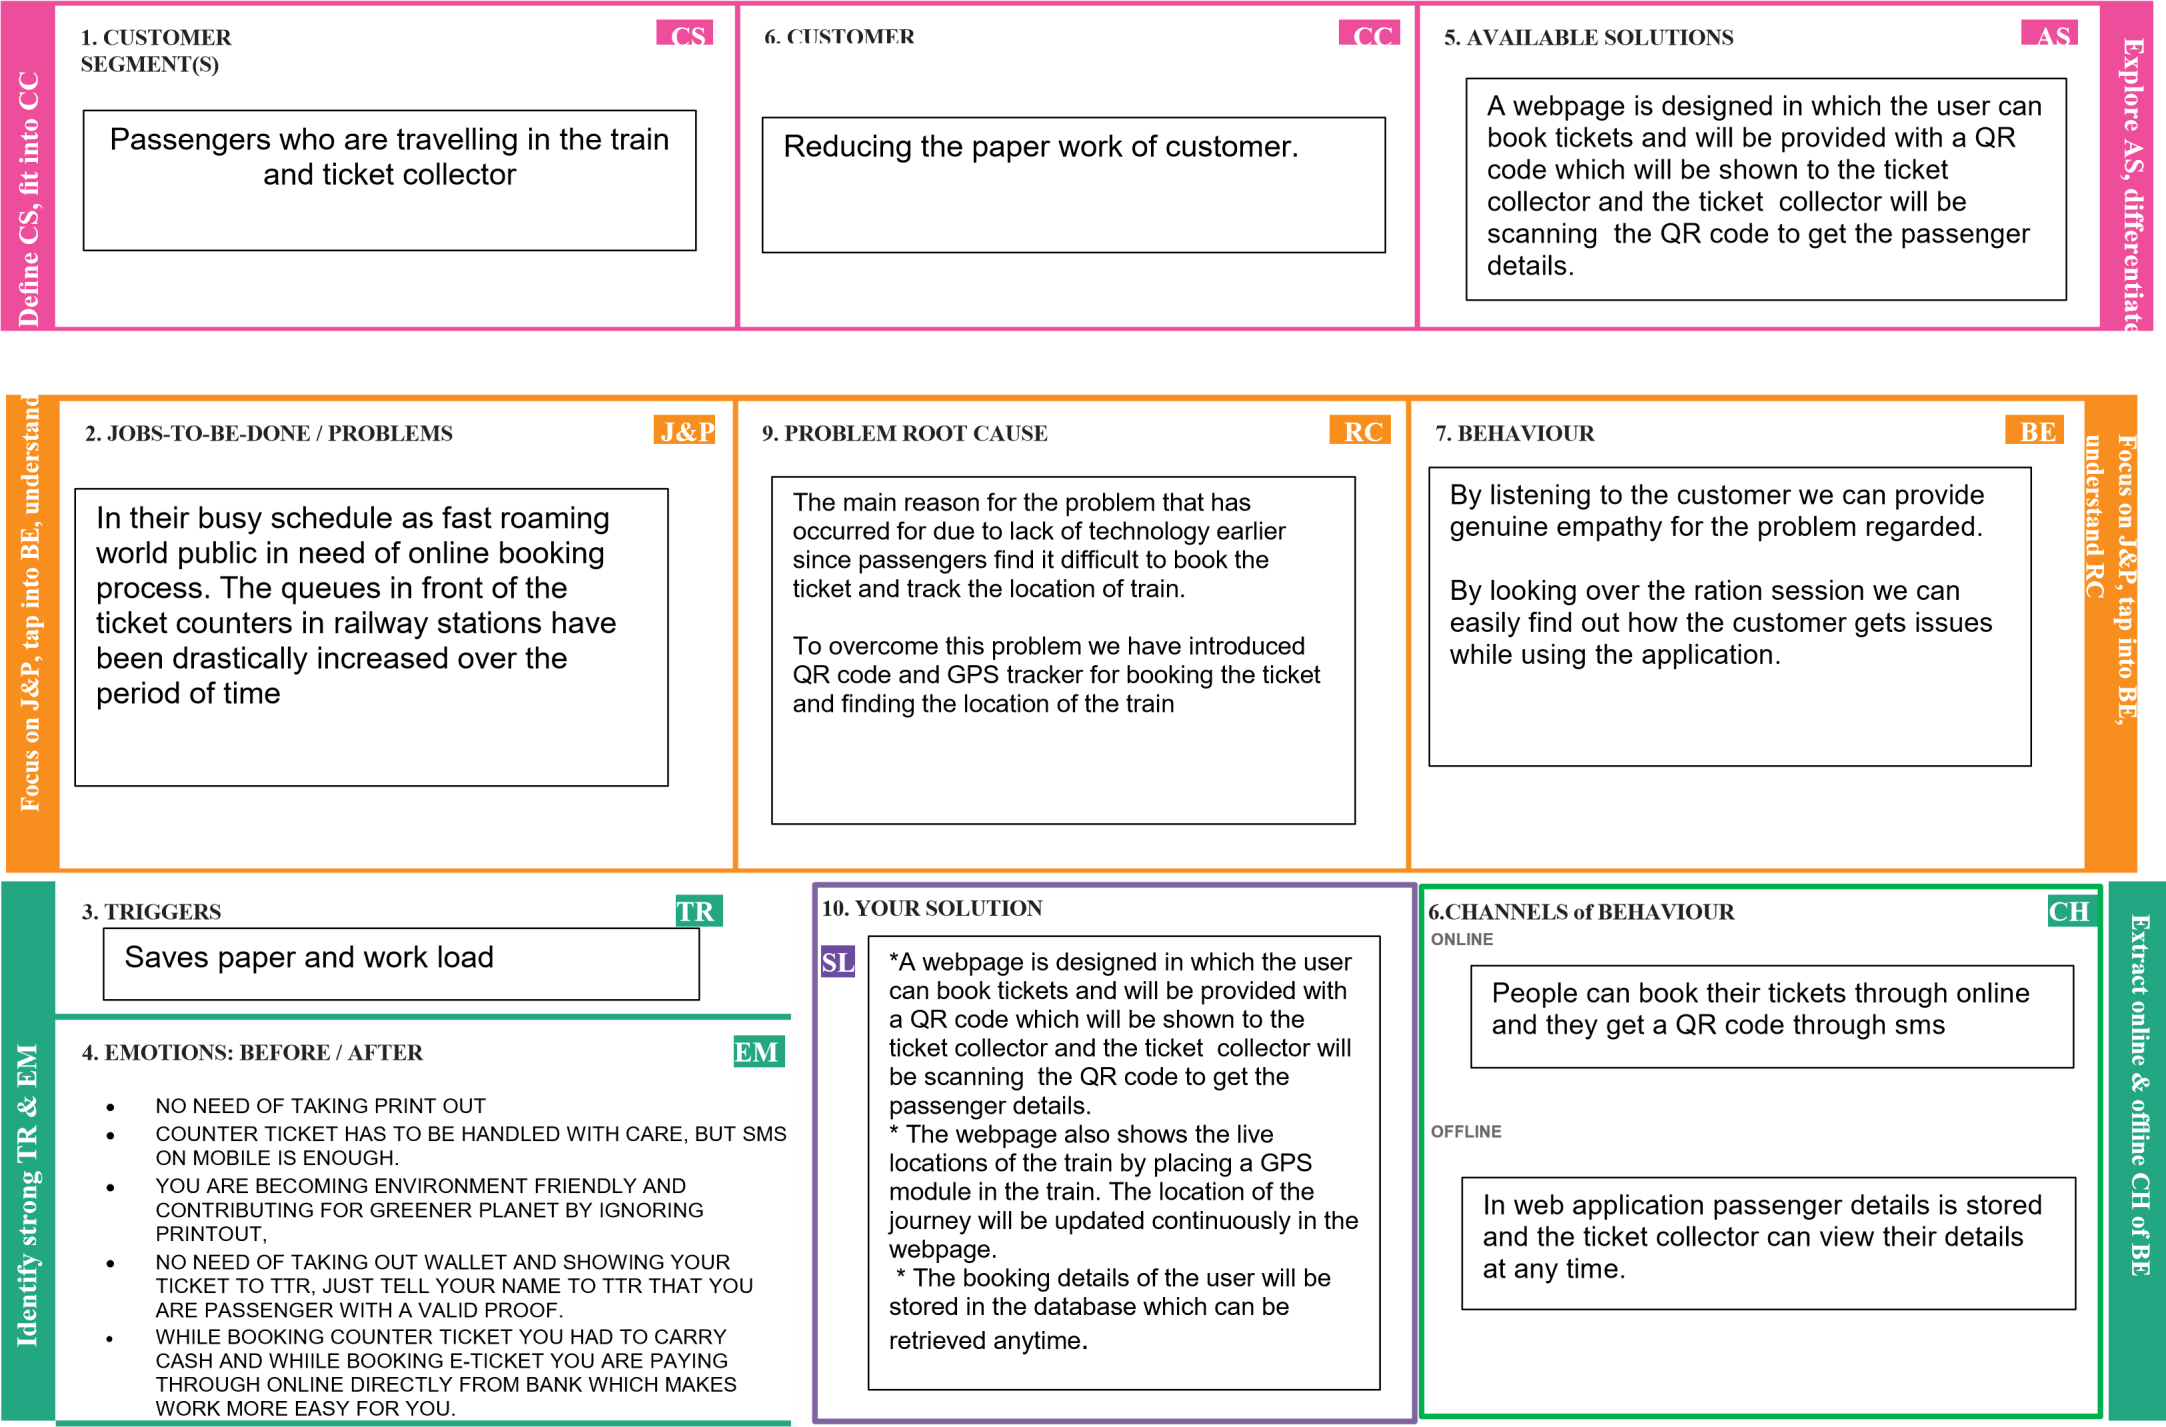 Define CS, fit into CC
1. CUSTOMER
SEGMENT(S)
CS
Passengers who are travelling in the train
and ticket collector
6. CUSTOMER
CC
Reducing the paper work of customer.
5. AVAILABLE SOLUTIONS
AS
A webpage is designed in which the user can
book tickets and will be provided with a QR
code which will be shown to the ticket
collector and the ticket  collector will be
scanning  the QR code to get the passenger
details.
Explore AS, differentiate
Focus on J&P, tap into BE, understand
2. JOBS-TO-BE-DONE / PROBLEMS
J&P
In their busy schedule as fast roaming
world public in need of online booking
process. The queues in front of the
ticket counters in railway stations have
been drastically increased over the
period of time
9. PROBLEM ROOT CAUSE
RC
The main reason for the problem that has
occurred for due to lack of technology earlier
since passengers find it difficult to book the
ticket and track the location of train.
To overcome this problem we have introduced
QR code and GPS tracker for booking the ticket
and finding the location of the train
7. BEHAVIOUR
BE
By listening to the customer we can provide
genuine empathy for the problem regarded.
By looking over the ration session we can
easily find out how the customer gets issues
while using the application.
Focus on J&P, tap into BE,
understand RC
Identify strong TR & EM
3. TRIGGERS
TR
Saves paper and work load
4. EMOTIONS: BEFORE / AFTER
EM
• NO NEED OF TAKING PRINT OUT
• COUNTER TICKET HAS TO BE HANDLED WITH CARE, BUT SMS
ON MOBILE IS ENOUGH.
• YOU ARE BECOMING ENVIRONMENT FRIENDLY AND
CONTRIBUTING FOR GREENER PLANET BY IGNORING
PRINTOUT,
• NO NEED OF TAKING OUT WALLET AND SHOWING YOUR
TICKET TO TTR, JUST TELL YOUR NAME TO TTR THAT YOU
ARE PASSENGER WITH A VALID PROOF.
• WHILE BOOKING COUNTER TICKET YOU HAD TO CARRY
CASH AND WHIILE BOOKING E-TICKET YOU ARE PAYING
THROUGH ONLINE DIRECTLY FROM BANK WHICH MAKES
WORK MORE EASY FOR YOU.
10. YOUR SOLUTION
SL
*A webpage is designed in which the user
can book tickets and will be provided with
a QR code which will be shown to the
ticket collector and the ticket  collector will
be scanning  the QR code to get the
passenger details.
* The webpage also shows the live
locations of the train by placing a GPS
module in the train. The location of the
journey will be updated continuously in the
webpage.
* The booking details of the user will be
stored in the database which can be
retrieved anytime.
6.CHANNELS of BEHAVIOUR
CH
ONLINE
People can book their tickets through online
and they get a QR code through sms
OFFLINE
In web application passenger details is stored
and the ticket collector can view their details
at any time.
Extract online & offline CH of BE